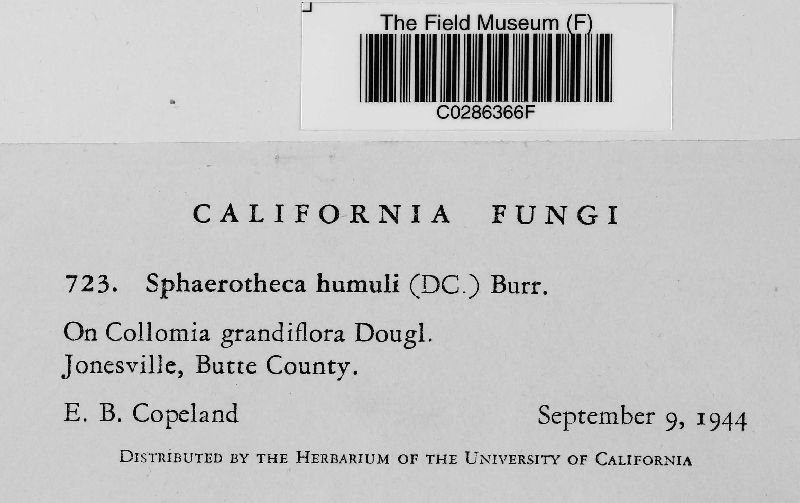 The Field Museum (F)
C0286366F
CALIFORNIA FUNGI
723. Sphaerotheca humuli (DC.) Burr.
On Collomia grandiflora Dougl.
Jonesville, Butte County.
E. B. Copeland September 9, 1944
DISTRIBUTED BY THE HERBARIUM OF THE UNIVERSITY OF CALIFORNIA